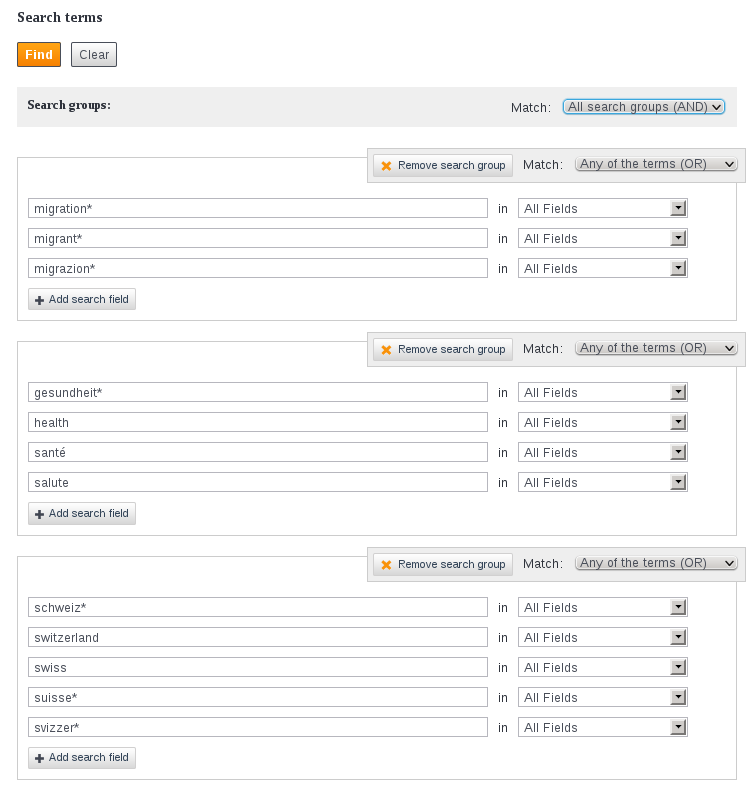 Search terms
Find Clear
Search groups: Match: All search groups (AND)
Remove search group Match: Any of the terms (OR)
migration* in All Fields
migrant* in All Fields
migrazion* in All Fields
Add search field
Remove search group Match: Any of the terms (OR)
gesundheit* in All Fields
health in All Fields
santé in All Fields
salute in All Fields
Add search field
Remove search group Match: Any of the terms (OR)
schweiz* in All Fields
switzerland in All Fields
swiss in All Fields
suisse* in All Fields
svizzer* in All Fields
Add search field